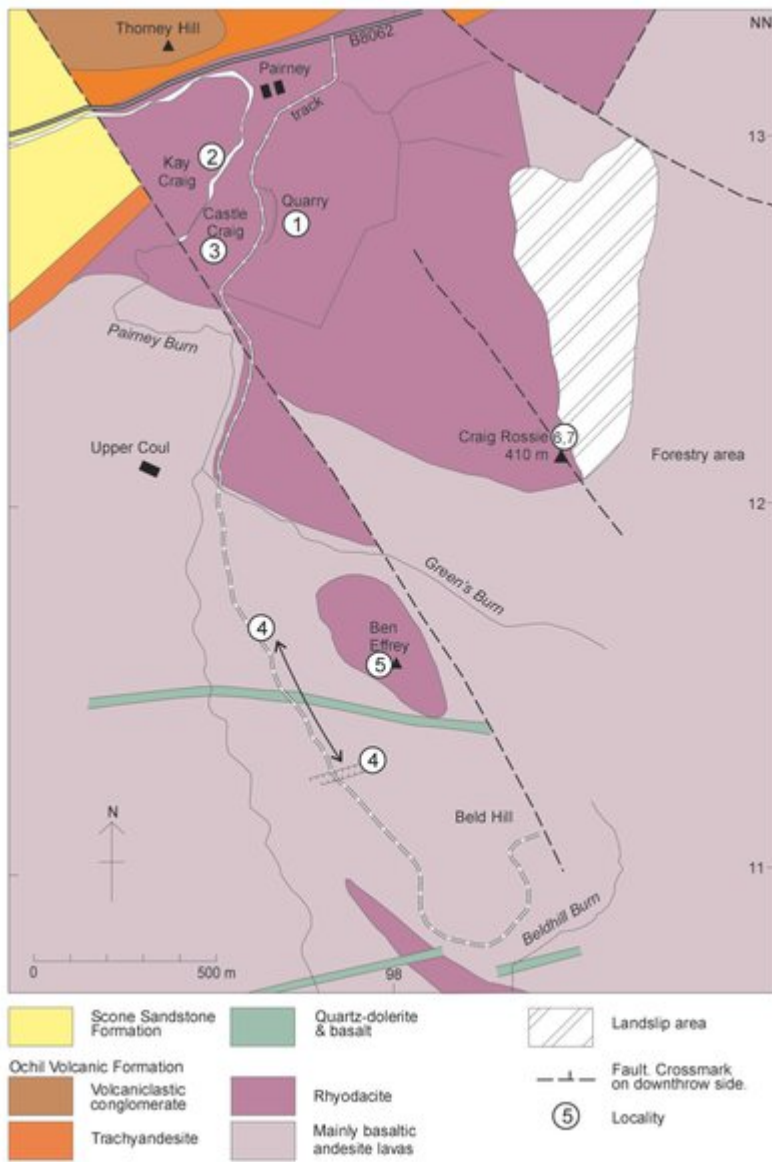 Thorney Hill
NN
B8062
Pairney
track
13
2
Kay
Craig
Quarry
1
Castle
Craig
3
Pairney Burn
Upper Coul
Craig Rossie
6,7
410 m
Forestry area
12
Green's Burn
4
Ben
Effrey
5
4
N
Beld Hill
11
Beldhill Burn
0
500 m
98
Scone Sandstone
Formation
Quartz-dolerite
& basalt
Landslip area
Ochil Volcanic Formation
Volcaniclastic
conglomerate
Rhyodacite
Fault. Crossmark
on downthrow side.
Trachyandesite
Mainly basaltic
andesite lavas
5
Locality